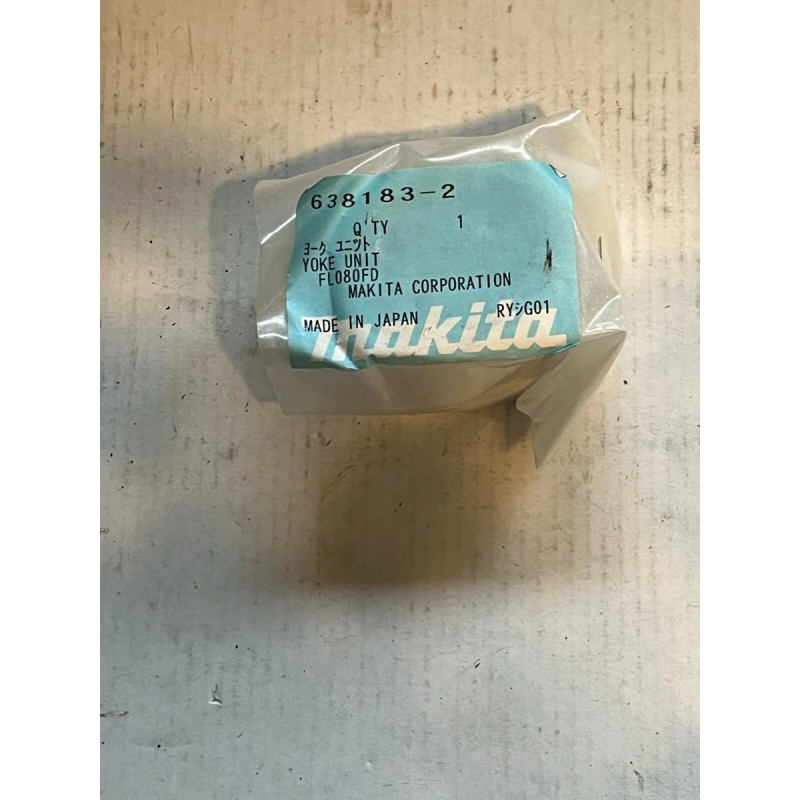 638183-2
Q'TY 1
ﾖｰｸ ﾕﾆﾂﾄ
YOKE UNIT
FL080FD
MAKITA CORPORATION
MADE IN JAPAN RYｼG01
makita